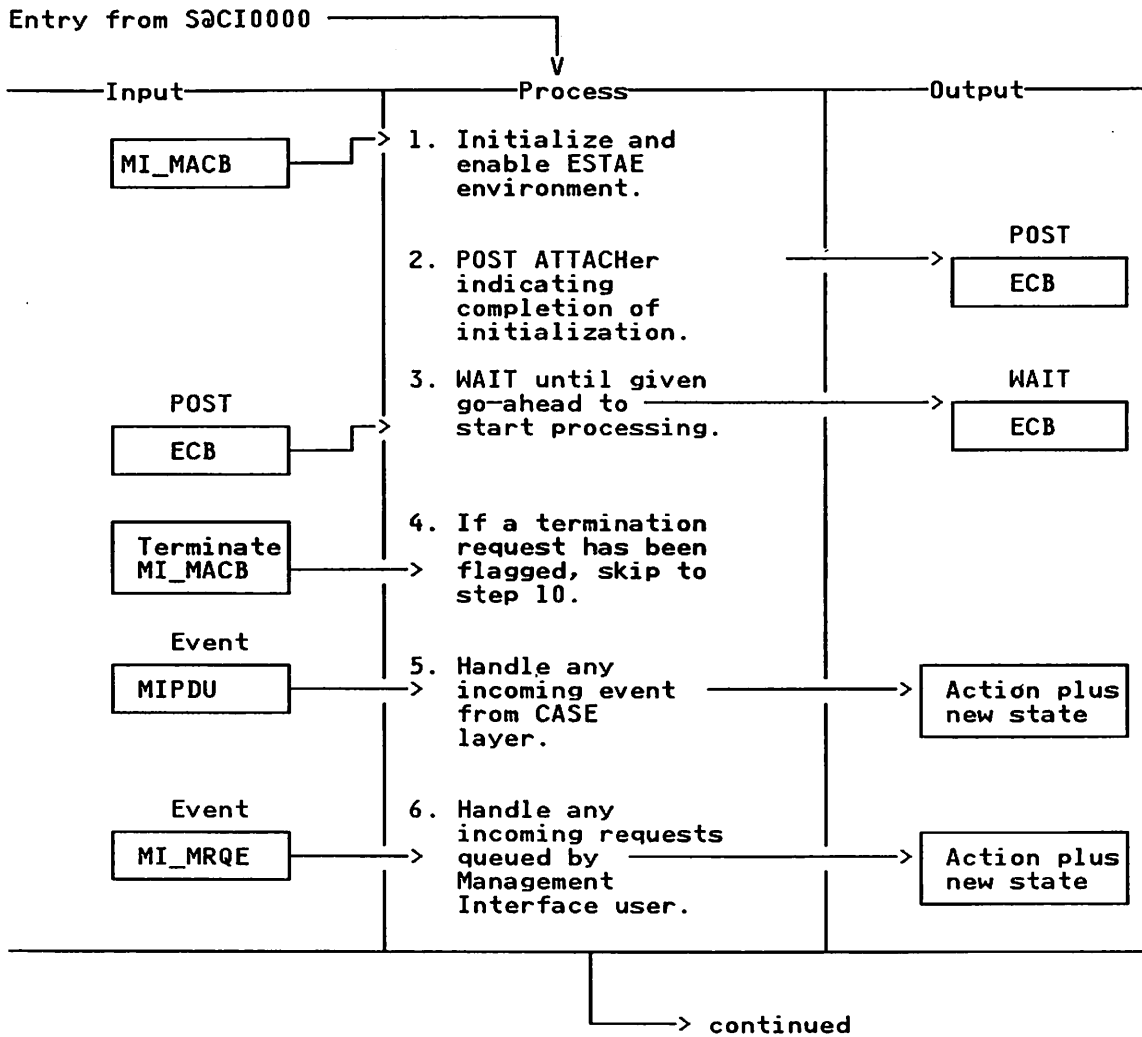 Entry from S@CI0000
Input
Process
Output
MI_MACB
1. Initialize and
enable ESTAE
environment.
2. POST ATTACHer
indicating
completion of
initialization.
POST
ECB
3. WAIT until given
go-ahead to
start processing.
WAIT
ECB
POST
ECB
Terminate
MI_MACB
4. If a termination
request has been
flagged, skip to
step 10.
Event
MIPDU
5. Handle any
incoming event
from CASE
layer.
Action plus
new state
Event
MI_MRQE
6. Handle any
incoming requests
queued by
Management
Interface user.
Action plus
new state
continued